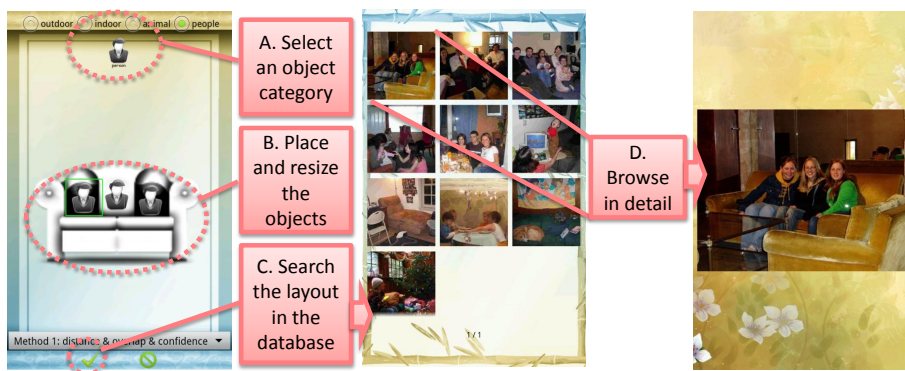 outdoor indoor animal people
person
A. Select
an object
category
B. Place
and resize
the
objects
C. Search
the layout
in the
database
Method 1: distance & overlap & confidence
1 / 1
D.
Browse
in detail